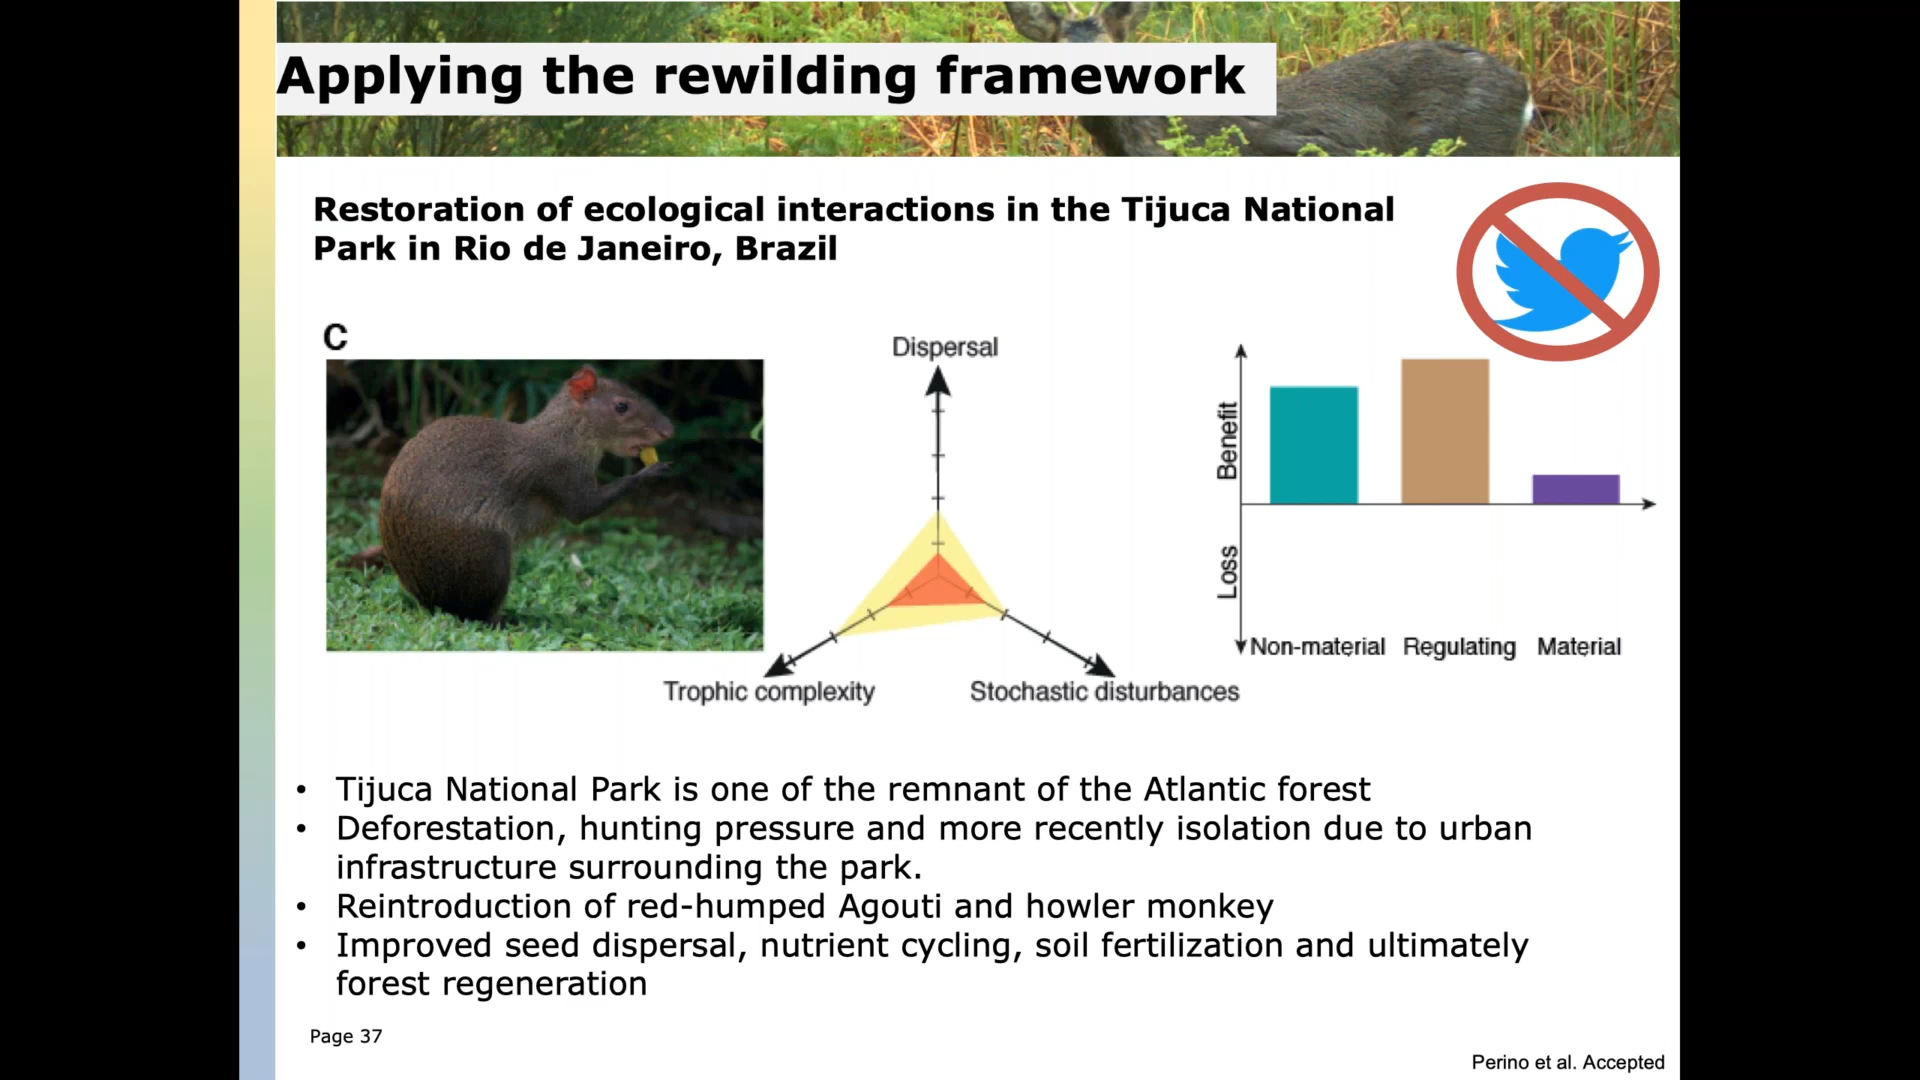 Applying the rewilding framework
Restoration of ecological interactions in the Tijuca National
Park in Rio de Janeiro, Brazil
C
Dispersal
Trophic complexity
Stochastic disturbances
Benefit
Loss
Non-material Regulating Material
• Tijuca National Park is one of the remnant of the Atlantic forest
• Deforestation, hunting pressure and more recently isolation due to urban
infrastructure surrounding the park.
• Reintroduction of red-humped Agouti and howler monkey
• Improved seed dispersal, nutrient cycling, soil fertilization and ultimately
forest regeneration
Page 37
Perino et al. Accepted